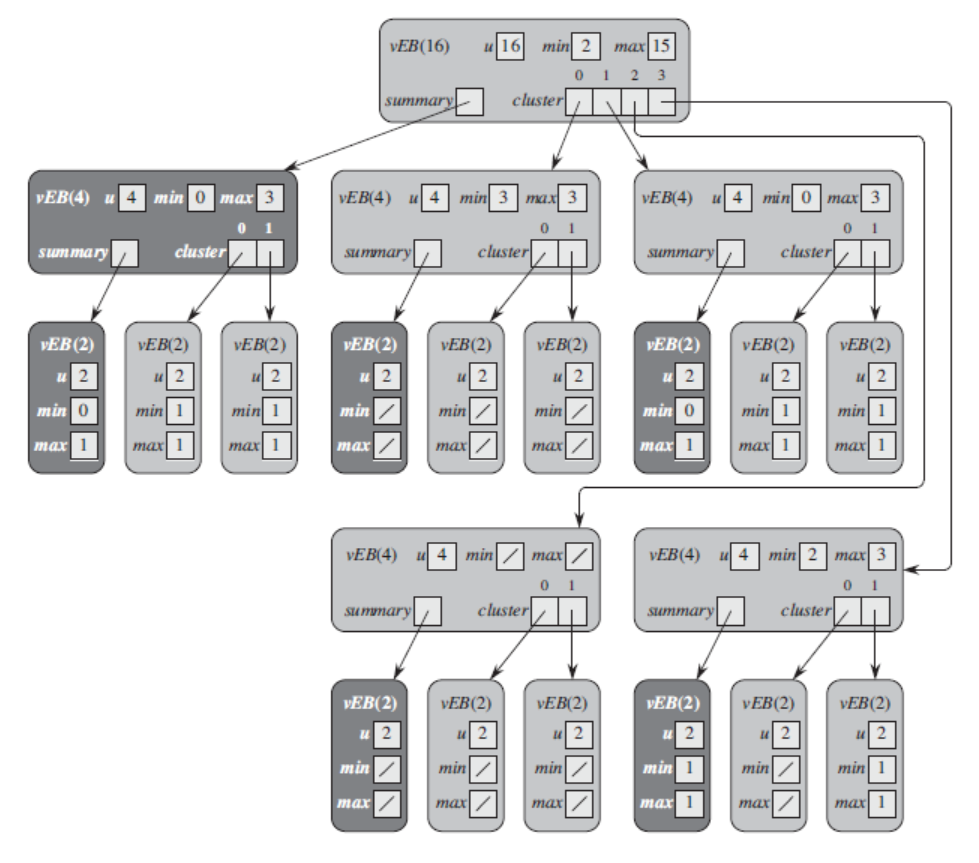 vEB(16) u 16 min 2 max 15
0 1 2 3
summary cluster
vEB(4) u 4 min 0 max 3
0 1
summary cluster
vEB(4) u 4 min 3 max 3
0 1
summary cluster
vEB(4) u 4 min 0 max 3
0 1
summary cluster
vEB(2)
u 2
min 0
max 1
vEB(2)
u 2
min 1
max 1
vEB(2)
u 2
min 1
max 1
vEB(2)
u 2
min /
max /
vEB(2)
u 2
min /
max /
vEB(2)
u 2
min /
max /
vEB(2)
u 2
min 0
max 1
vEB(2)
u 2
min 1
max 1
vEB(2)
u 2
min 1
max 1
vEB(4) u 4 min / max /
0 1
summary cluster
vEB(4) u 4 min 2 max 3
0 1
summary cluster
vEB(2)
u 2
min /
max /
vEB(2)
u 2
min /
max /
vEB(2)
u 2
min /
max /
vEB(2)
u 2
min 1
max 1
vEB(2)
u 2
min /
max /
vEB(2)
u 2
min 1
max 1